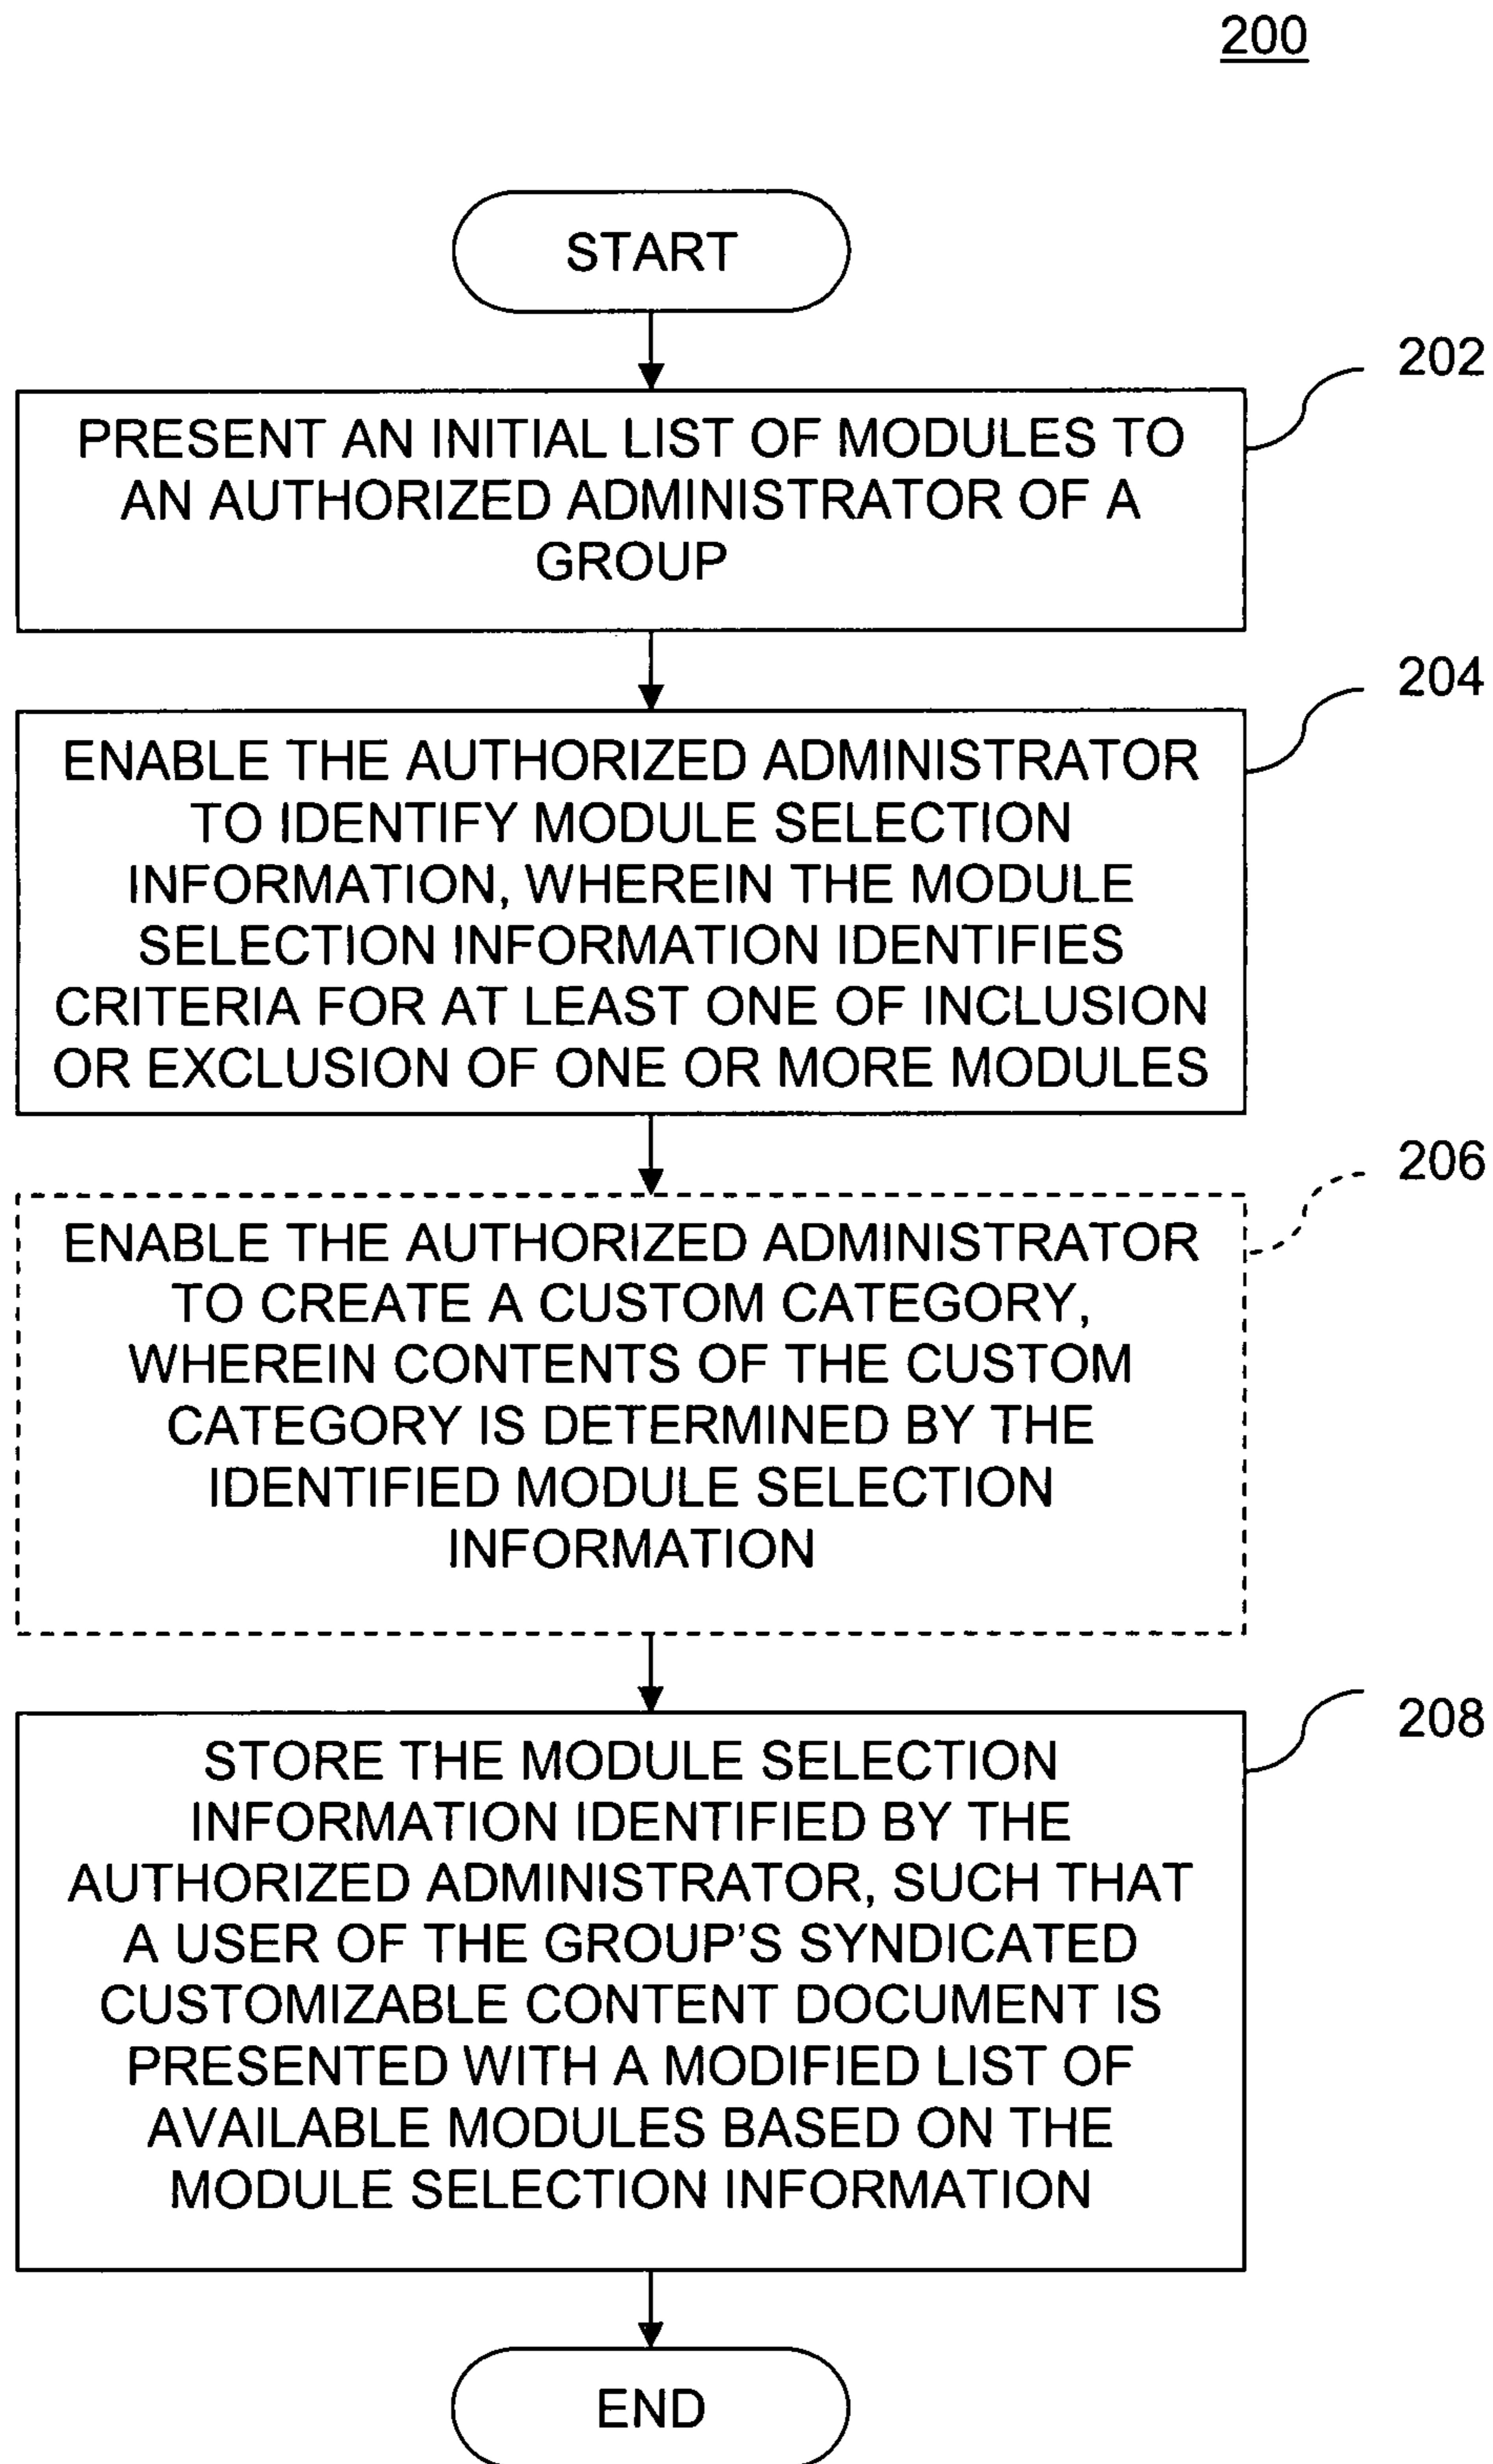 200
START
202
PRESENT AN INITIAL LIST OF MODULES TO
AN AUTHORIZED ADMINISTRATOR OF A
GROUP
204
ENABLE THE AUTHORIZED ADMINISTRATOR
TO IDENTIFY MODULE SELECTION
INFORMATION, WHEREIN THE MODULE
SELECTION INFORMATION IDENTIFIES
CRITERIA FOR AT LEAST ONE OF INCLUSION
OR EXCLUSION OF ONE OR MORE MODULES
206
ENABLE THE AUTHORIZED ADMINISTRATOR
TO CREATE A CUSTOM CATEGORY,
WHEREIN CONTENTS OF THE CUSTOM
CATEGORY IS DETERMINED BY THE
IDENTIFIED MODULE SELECTION
INFORMATION
208
STORE THE MODULE SELECTION
INFORMATION IDENTIFIED BY THE
AUTHORIZED ADMINISTRATOR, SUCH THAT
A USER OF THE GROUP'S SYNDICATED
CUSTOMIZABLE CONTENT DOCUMENT IS
PRESENTED WITH A MODIFIED LIST OF
AVAILABLE MODULES BASED ON THE
MODULE SELECTION INFORMATION
END